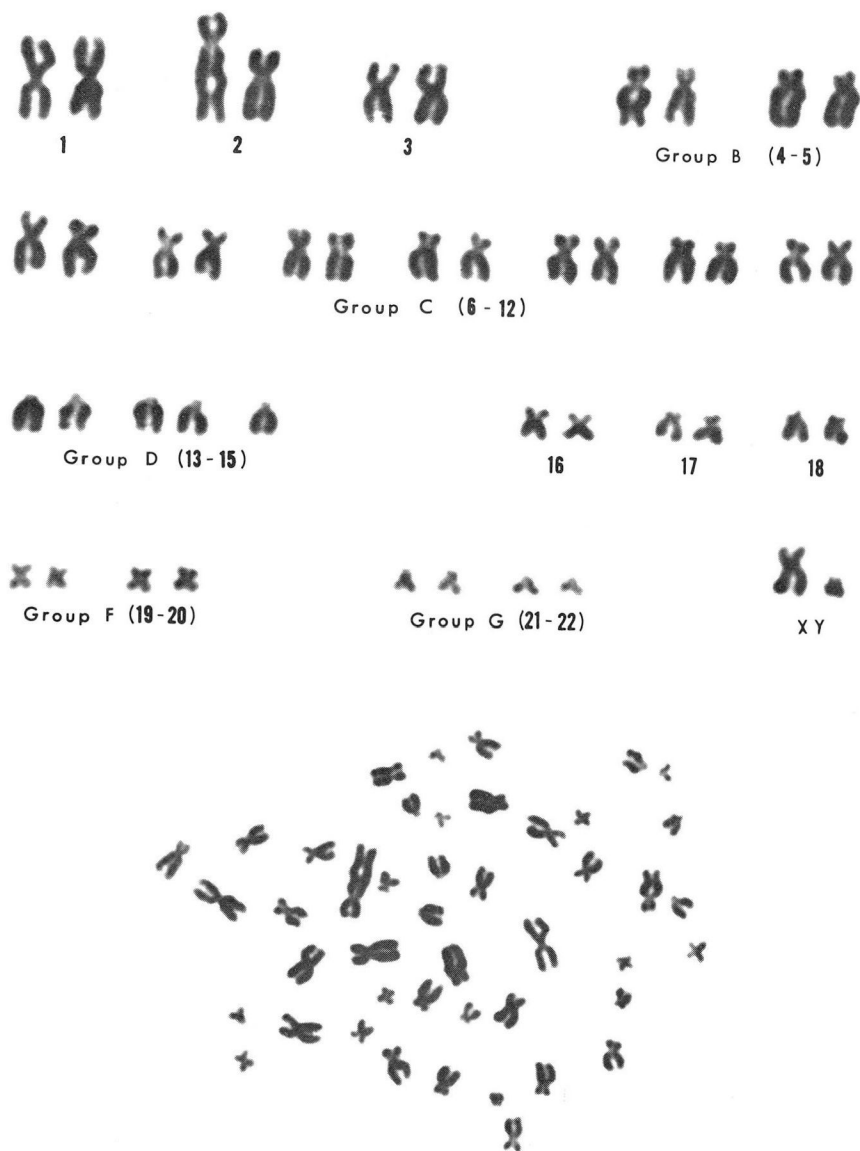 1
2
3
Group B (4-5)
Group C (6-12)
Group D (13-15)
16
17
18
Group F (19-20)
Group G (21-22)
X Y